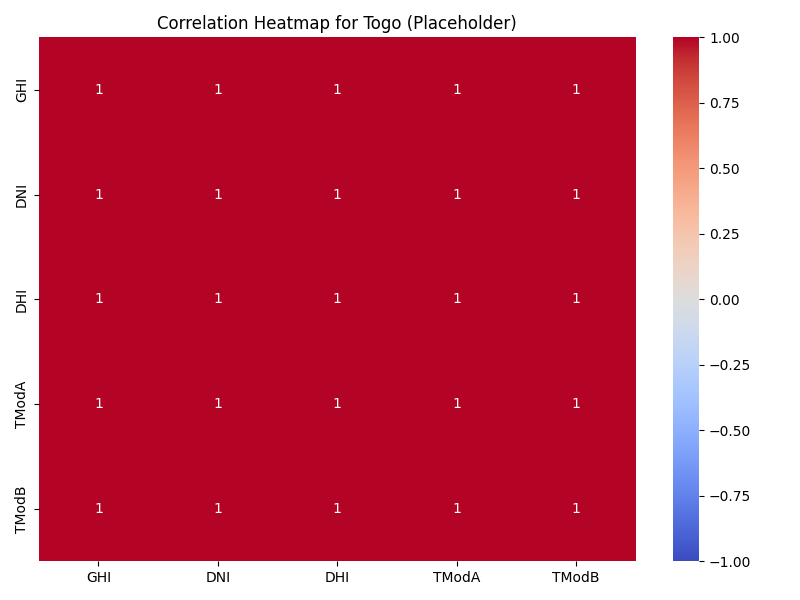 Correlation Heatmap for Togo (Placeholder)
GHI 1 1 1 1 1
DNI 1 1 1 1 1
DHI 1 1 1 1 1
TModA 1 1 1 1 1
TModB 1 1 1 1 1
GHI DNI DHI TModA TModB
1.00
0.75
0.50
0.25
0.00
−0.25
−0.50
−0.75
−1.00